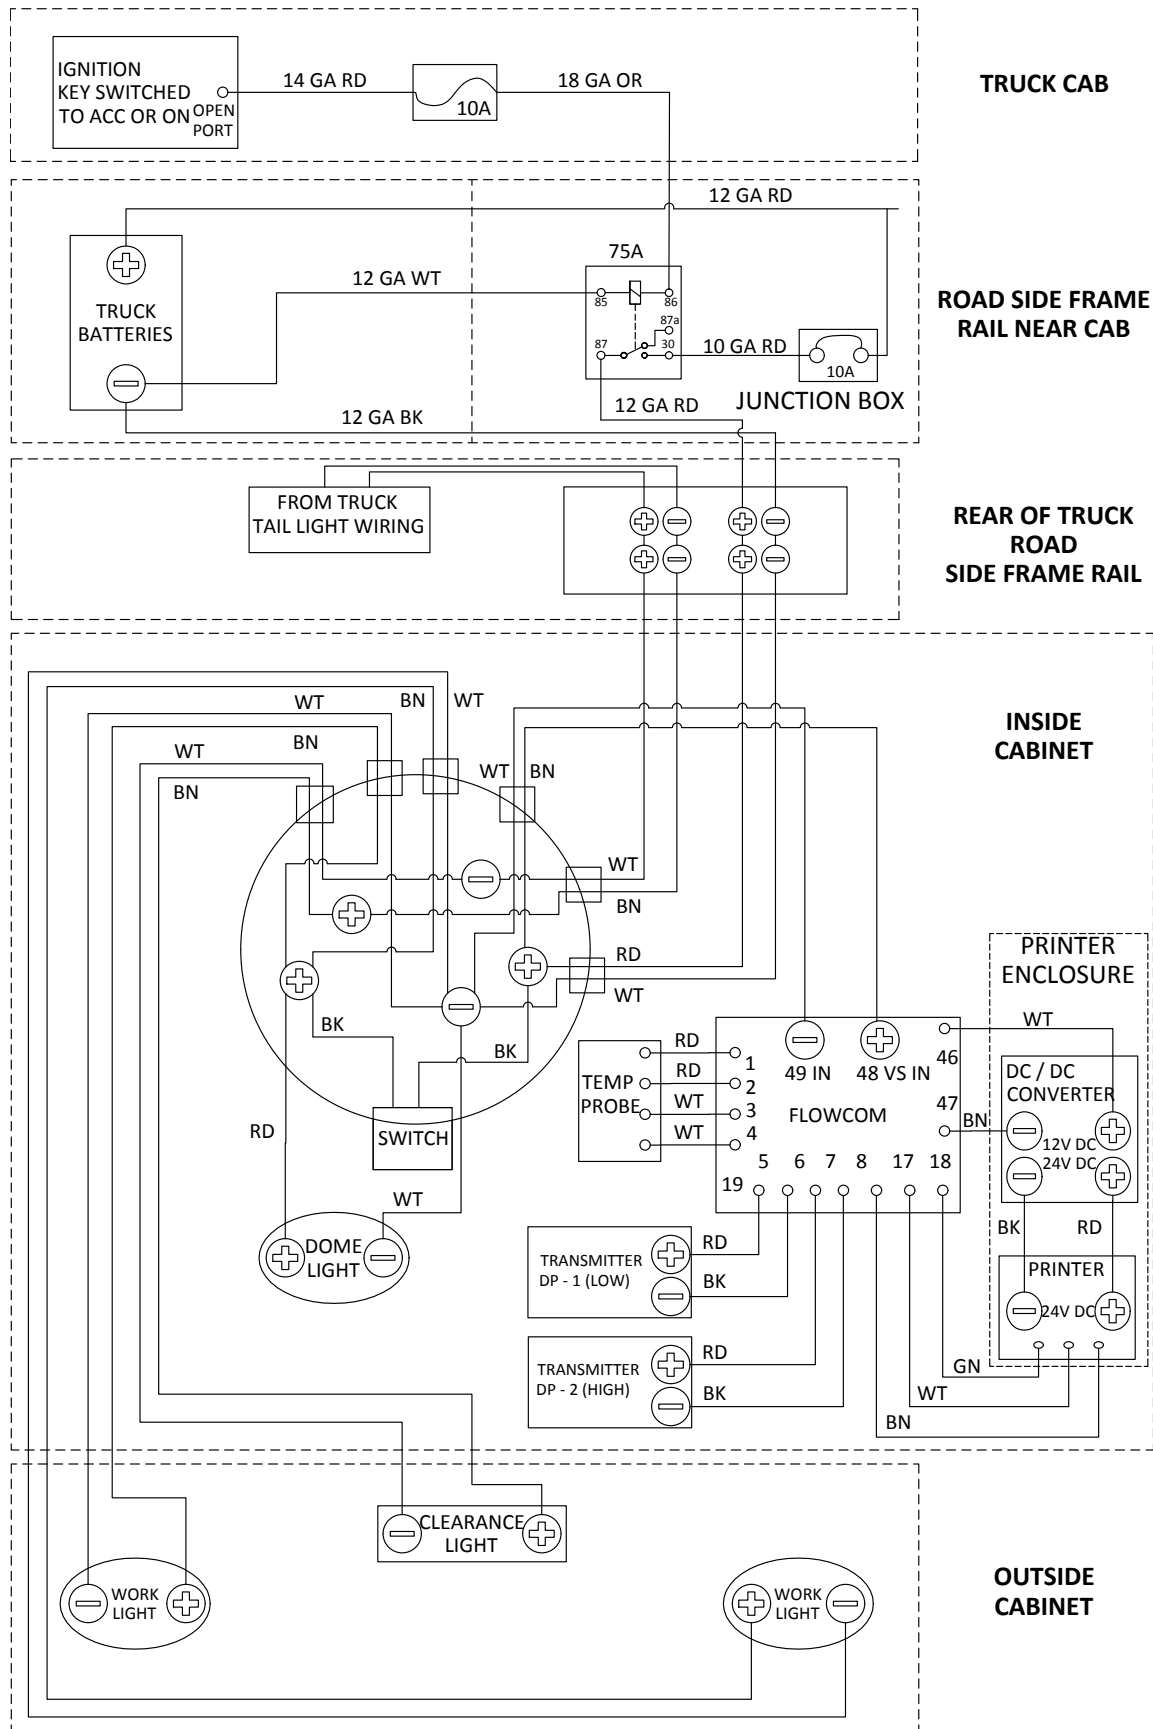 IGNITION
KEY SWITCHED
TO ACC OR ON
OPEN
PORT
14 GA RD
10A
18 GA OR
TRUCK CAB
12 GA RD
TRUCK
BATTERIES
12 GA WT
75A
85
86
87a
87
30
10 GA RD
10A
JUNCTION BOX
12 GA RD
12 GA BK
ROAD SIDE FRAME
RAIL NEAR CAB
FROM TRUCK
TAIL LIGHT WIRING
REAR OF TRUCK
ROAD
SIDE FRAME RAIL
INSIDE
CABINET
WT
BN
WT
BN
WT
BN
WT
BN
WT
BN
RD
WT
BK
BK
SWITCH
RD
WT
DOME
LIGHT
TEMP
PROBE
RD
RD
WT
WT
1
2
3
4
49 IN
48 VS IN
46
47
FLOWCOM
19
5
6
7
8
17
18
PRINTER
ENCLOSURE
WT
DC / DC
CONVERTER
BN
12V DC
24V DC
BK
RD
PRINTER
24V DC
GN
WT
BN
TRANSMITTER
DP - 1 (LOW)
RD
BK
TRANSMITTER
DP - 2 (HIGH)
RD
BK
CLEARANCE
LIGHT
WORK
LIGHT
WORK
LIGHT
OUTSIDE
CABINET